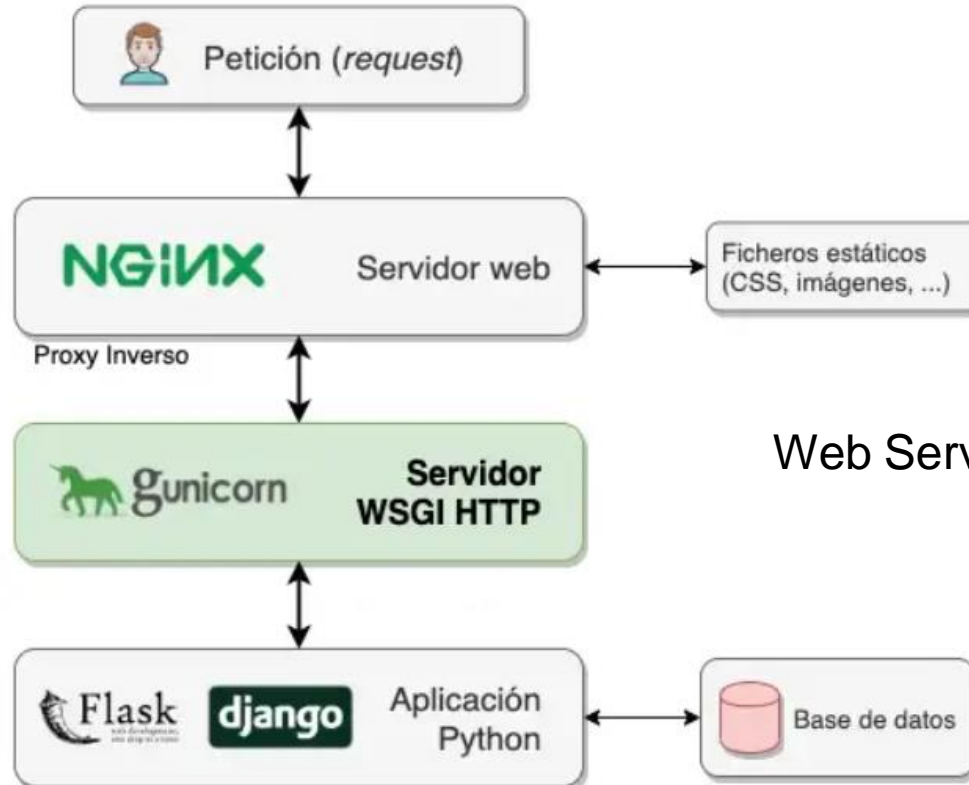 Petición (request)
NGINX
Servidor web
Ficheros estáticos
(CSS, imágenes, ...)
Proxy Inverso
gunicorn
Servidor
WSGI HTTP
Web Serv
Flask
django
Aplicación
Python
Base de datos